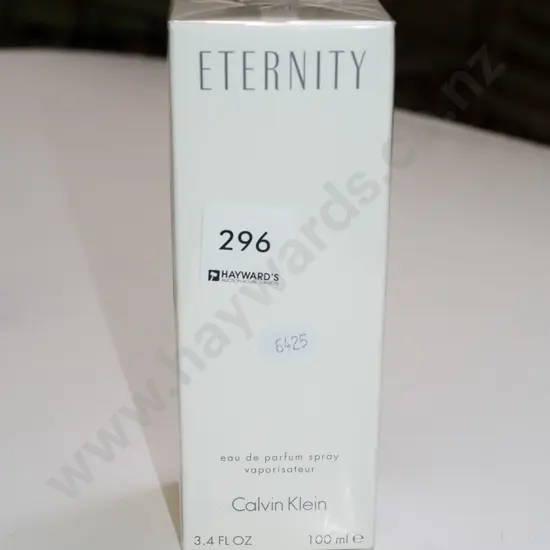 ETERNITY
296
HAYWARD'S
6425
eau de parfum spray
vaporisateur
Calvin Klein
3.4 FL OZ 100 ml e
www.haywards.co.nz